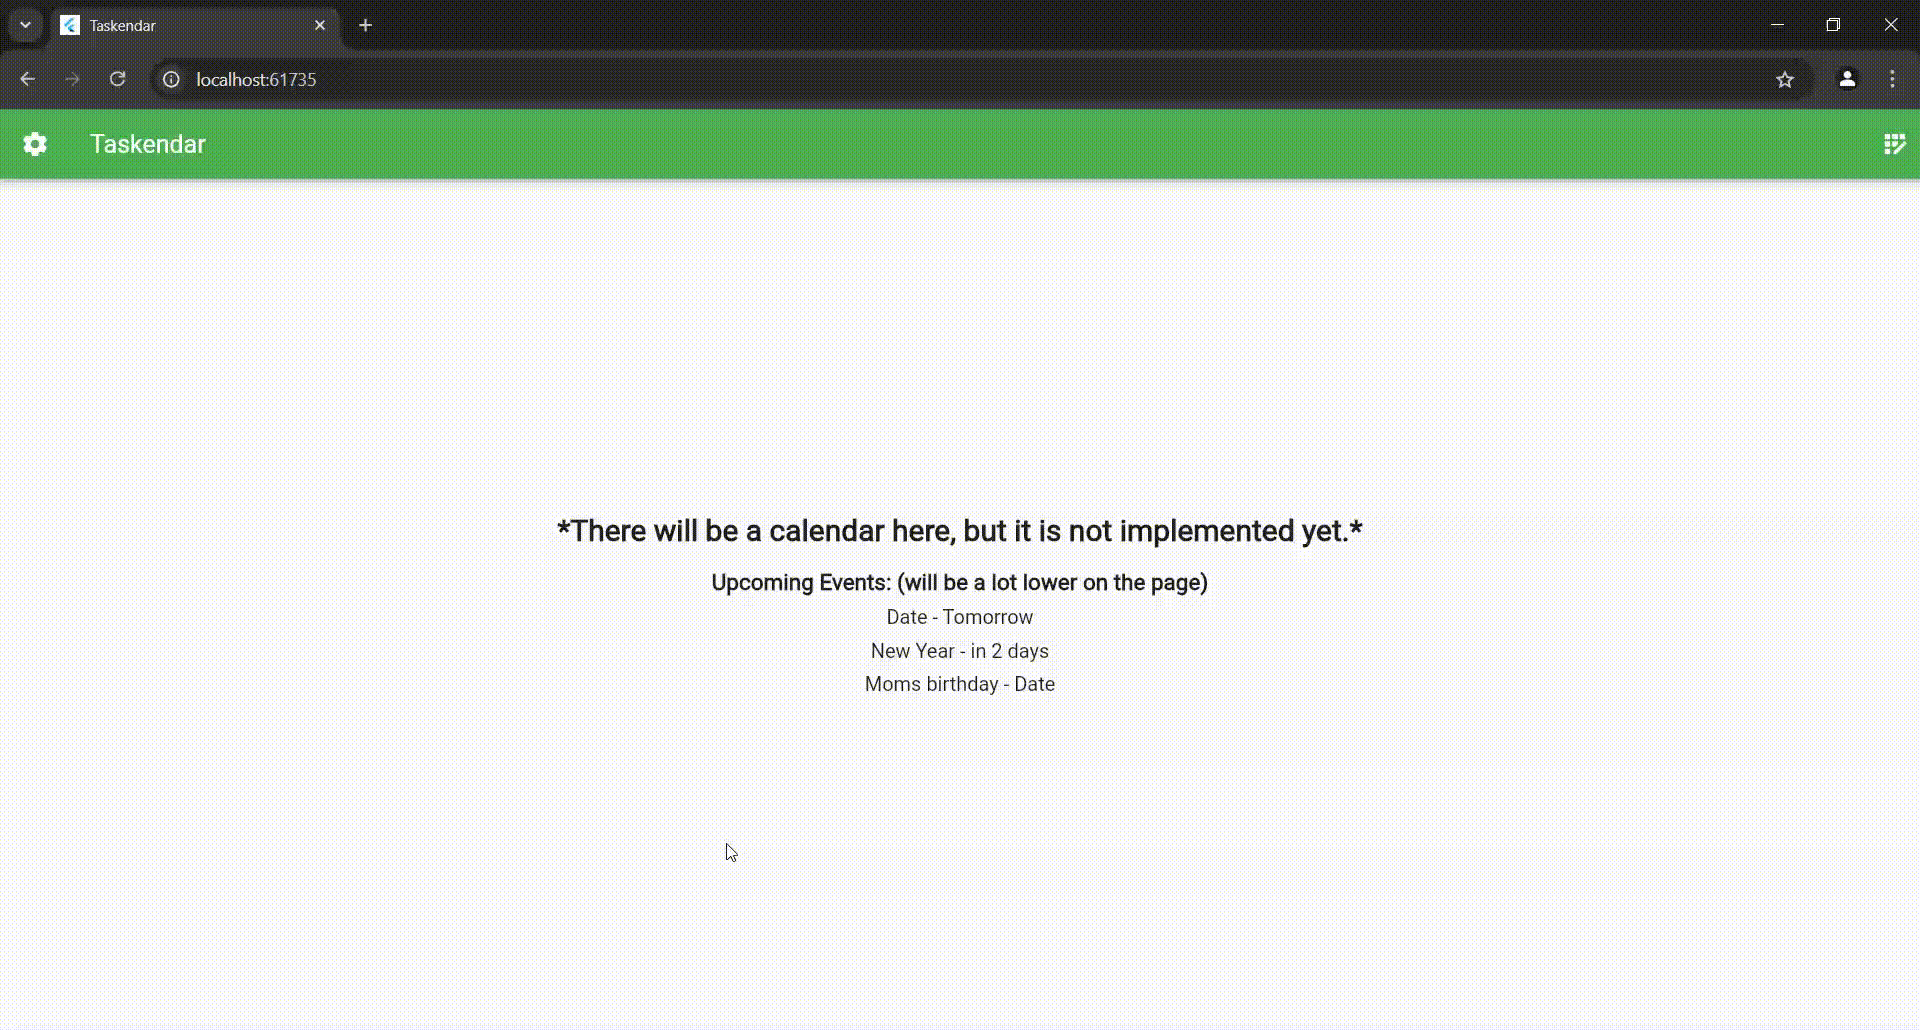 Taskendar
localhost:61735
Taskendar
*There will be a calendar here, but it is not implemented yet.*
Upcoming Events: (will be a lot lower on the page)
Date - Tomorrow
New Year - in 2 days
Moms birthday - Date